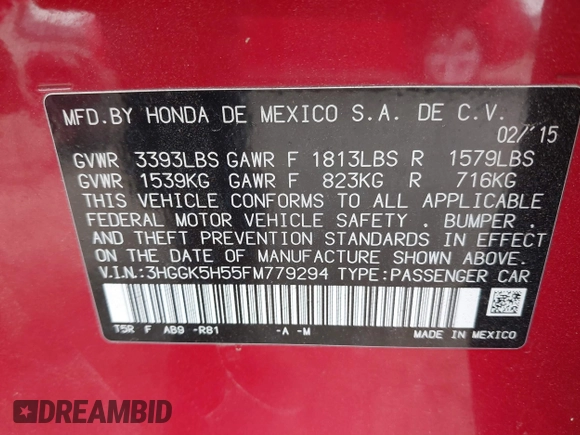 MFD.BY HONDA DE MEXICO S.A. DE C.V.
02/'15
GVWR 3393LBS GAWR F 1813LBS R 1579LBS
GVWR 1539KG GAWR F 823KG R 716KG
THIS VEHICLE CONFORMS TO ALL APPLICABLE
FEDERAL MOTOR VEHICLE SAFETY , BUMPER ,
AND THEFT PREVENTION STANDARDS IN EFFECT
ON THE DATE OF MANUFACTURE SHOWN ABOVE.
V.I.N.:3HGGK5H55FM779294 TYPE:PASSENGER CAR
T5R F AB9 -R81 -A -M
MADE IN MEXICO
DREAMBID